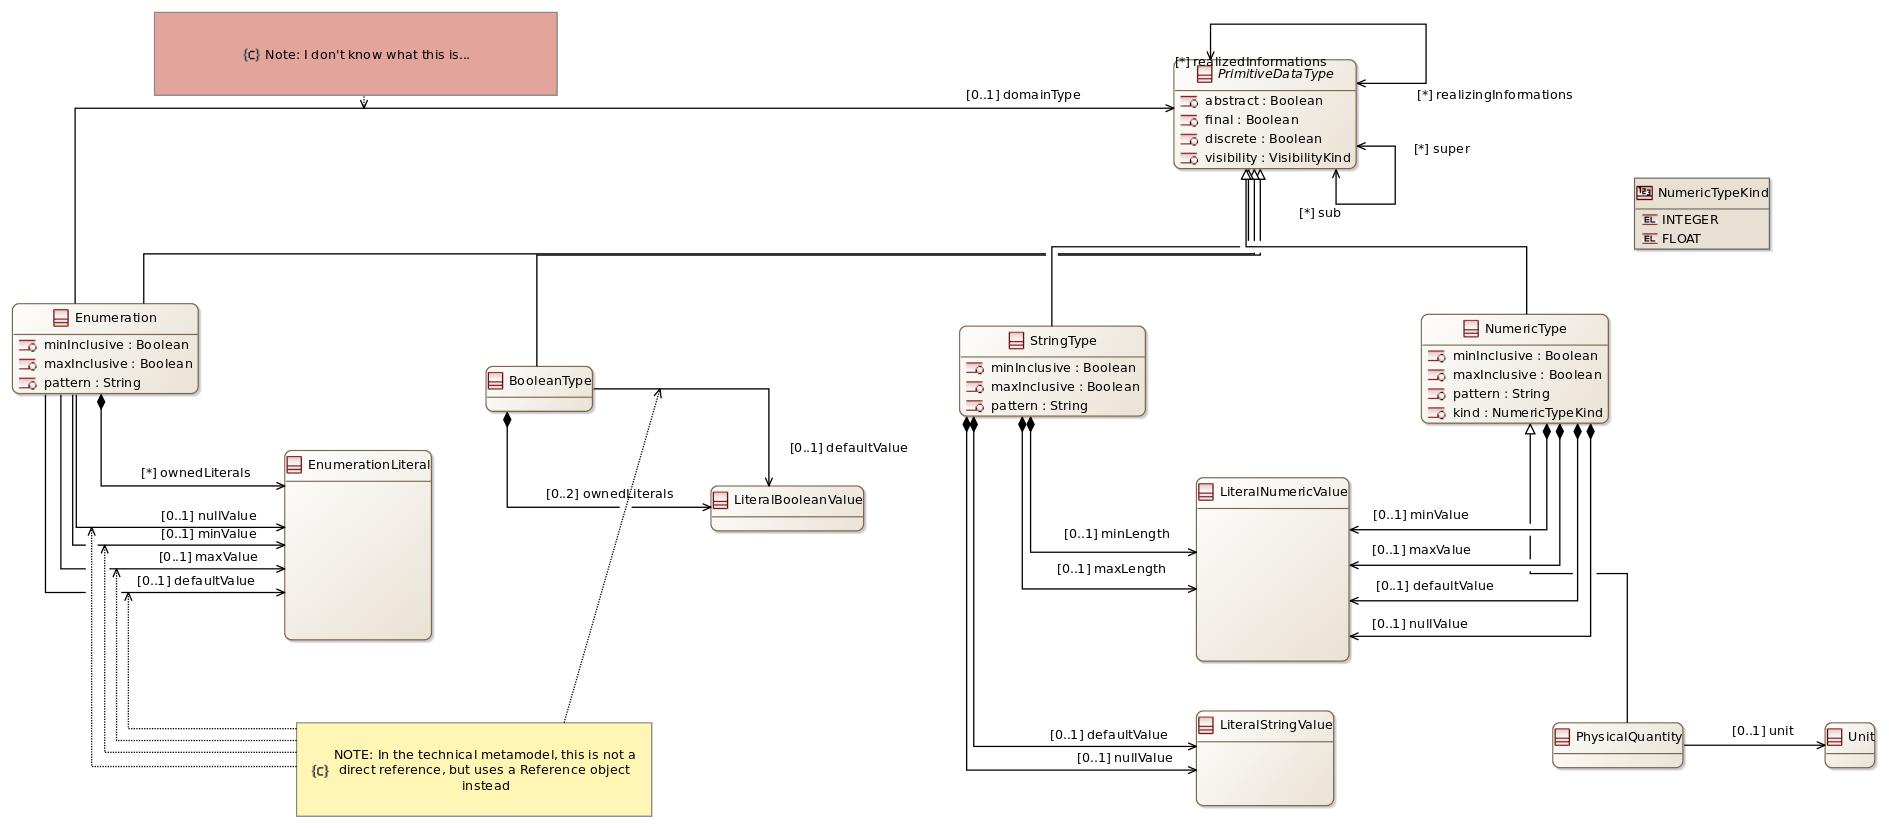 {c} Note: I don't know what this is...
[*] realizedInformations
PrimitiveDataType
abstract : Boolean
final : Boolean
discrete : Boolean
visibility : VisibilityKind
[0..1] domainType
[*] realizingInformations
[*] super
[*] sub
NumericTypeKind
INTEGER
FLOAT
Enumeration
minInclusive : Boolean
maxInclusive : Boolean
pattern : String
BooleanType
StringType
minInclusive : Boolean
maxInclusive : Boolean
pattern : String
NumericType
minInclusive : Boolean
maxInclusive : Boolean
pattern : String
kind : NumericTypeKind
[*] ownedLiterals
[0..1] nullValue
[0..1] minValue
[0..1] maxValue
[0..1] defaultValue
EnumerationLiteral
[0..1] defaultValue
[0..2] ownedLiterals
LiteralBooleanValue
[0..1] minLength
[0..1] maxLength
LiteralNumericValue
[0..1] minValue
[0..1] maxValue
[0..1] defaultValue
[0..1] nullValue
[0..1] defaultValue
[0..1] nullValue
LiteralStringValue
PhysicalQuantity
[0..1] unit
Unit
NOTE: In the technical metamodel, this is not a
{c} direct reference, but uses a Reference object
instead